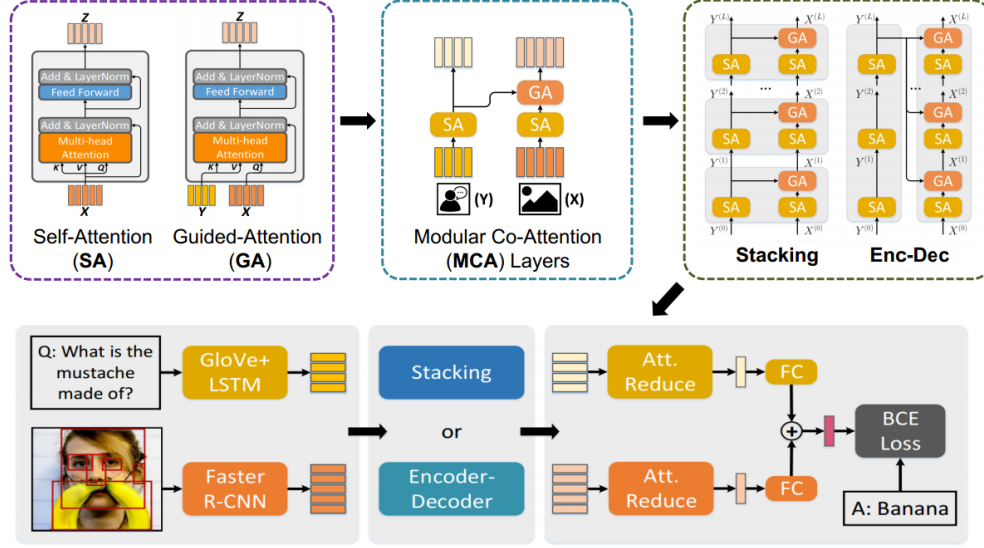 Z
Add & LayerNorm
Feed Forward
Add & LayerNorm
Multi-head
Attention
K V Q
X
Self-Attention
(SA)
Z
Add & LayerNorm
Feed Forward
Add & LayerNorm
Multi-head
Attention
K V Q
Y X
Guided-Attention
(GA)
GA
SA SA
(Y) (X)
Modular Co-Attention
(MCA) Layers
Y^(L) X^(L)
GA
SA SA
...
Y^(2) X^(2)
GA
SA SA
Y^(1) X^(1)
GA
SA SA
Y^(0) X^(0)
Stacking
Y^(L) X^(L)
GA
SA SA
...
Y^(2) X^(2)
GA
SA SA
Y^(1) X^(1)
GA
SA SA
Y^(0) X^(0)
Enc-Dec
Q: What is the
mustache
made of?
GloVe+
LSTM
Faster
R-CNN
Stacking
or
Encoder-
Decoder
Att.
Reduce
FC
Att.
Reduce
FC
+
BCE
Loss
A: Banana